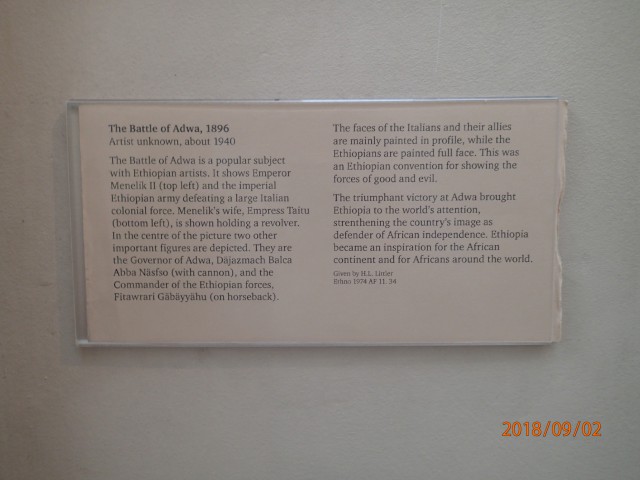 The Battle of Adwa, 1896
Artist unknown, about 1940
The Battle of Adwa is a popular subject
with Ethiopian artists. It shows Emperor
Menelik II (top left) and the imperial
Ethiopian army defeating a large Italian
colonial force. Menelik's wife, Empress Taitu
(bottom left), is shown holding a revolver.
In the centre of the picture two other
important figures are depicted. They are
the Governor of Adwa, Däjazmach Balca
Abba Näsfso (with cannon), and the
Commander of the Ethiopian forces,
Fitawrari Gäbäyyähu (on horseback).
The faces of the Italians and their allies
are mainly painted in profile, while the
Ethiopians are painted full face. This was
an Ethiopian convention for showing the
forces of good and evil.
The triumphant victory at Adwa brought
Ethiopia to the world's attention,
strenthening the country's image as
defender of African independence. Ethiopia
became an inspiration for the African
continent and for Africans around the world.
Given by H.L. Littler
Ethno 1974 AF 11. 34
2018/09/02